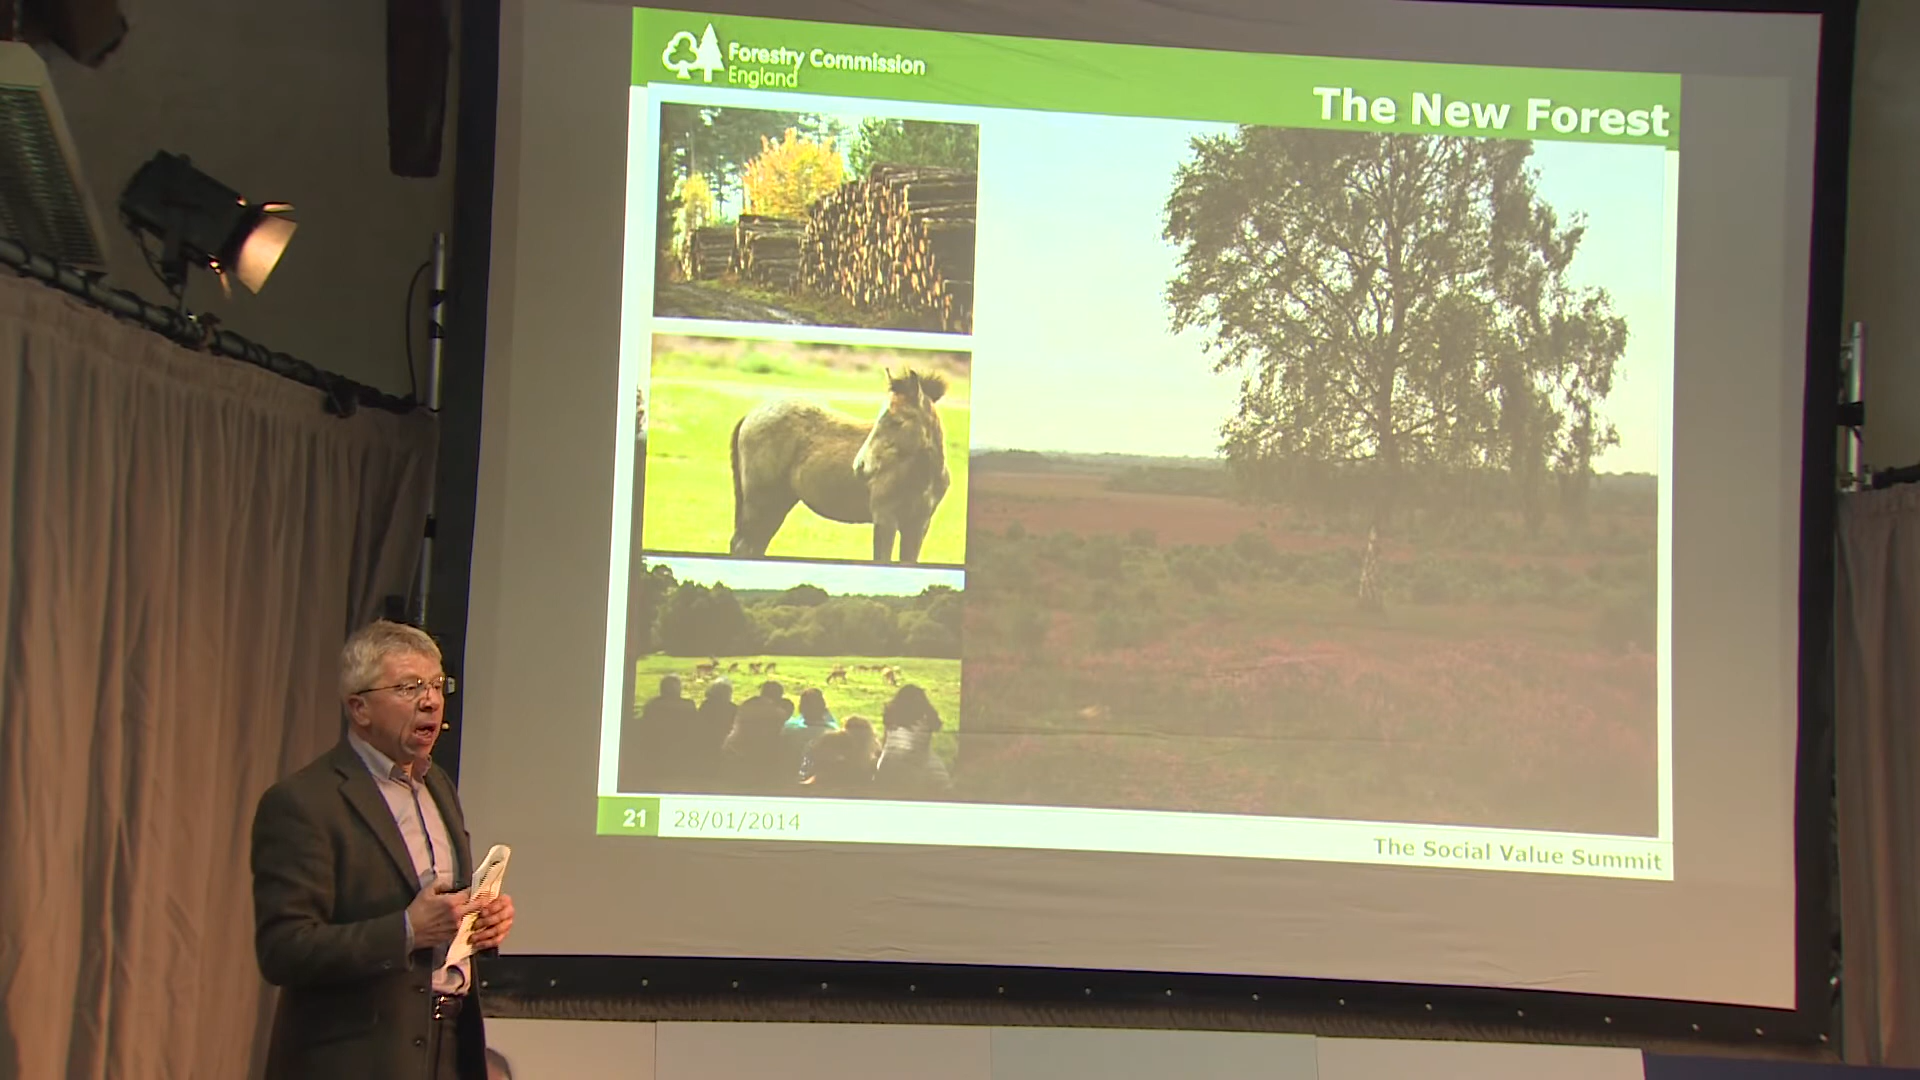 Forestry Commission
England
The New Forest
21
28/01/2014
The Social Value Summit